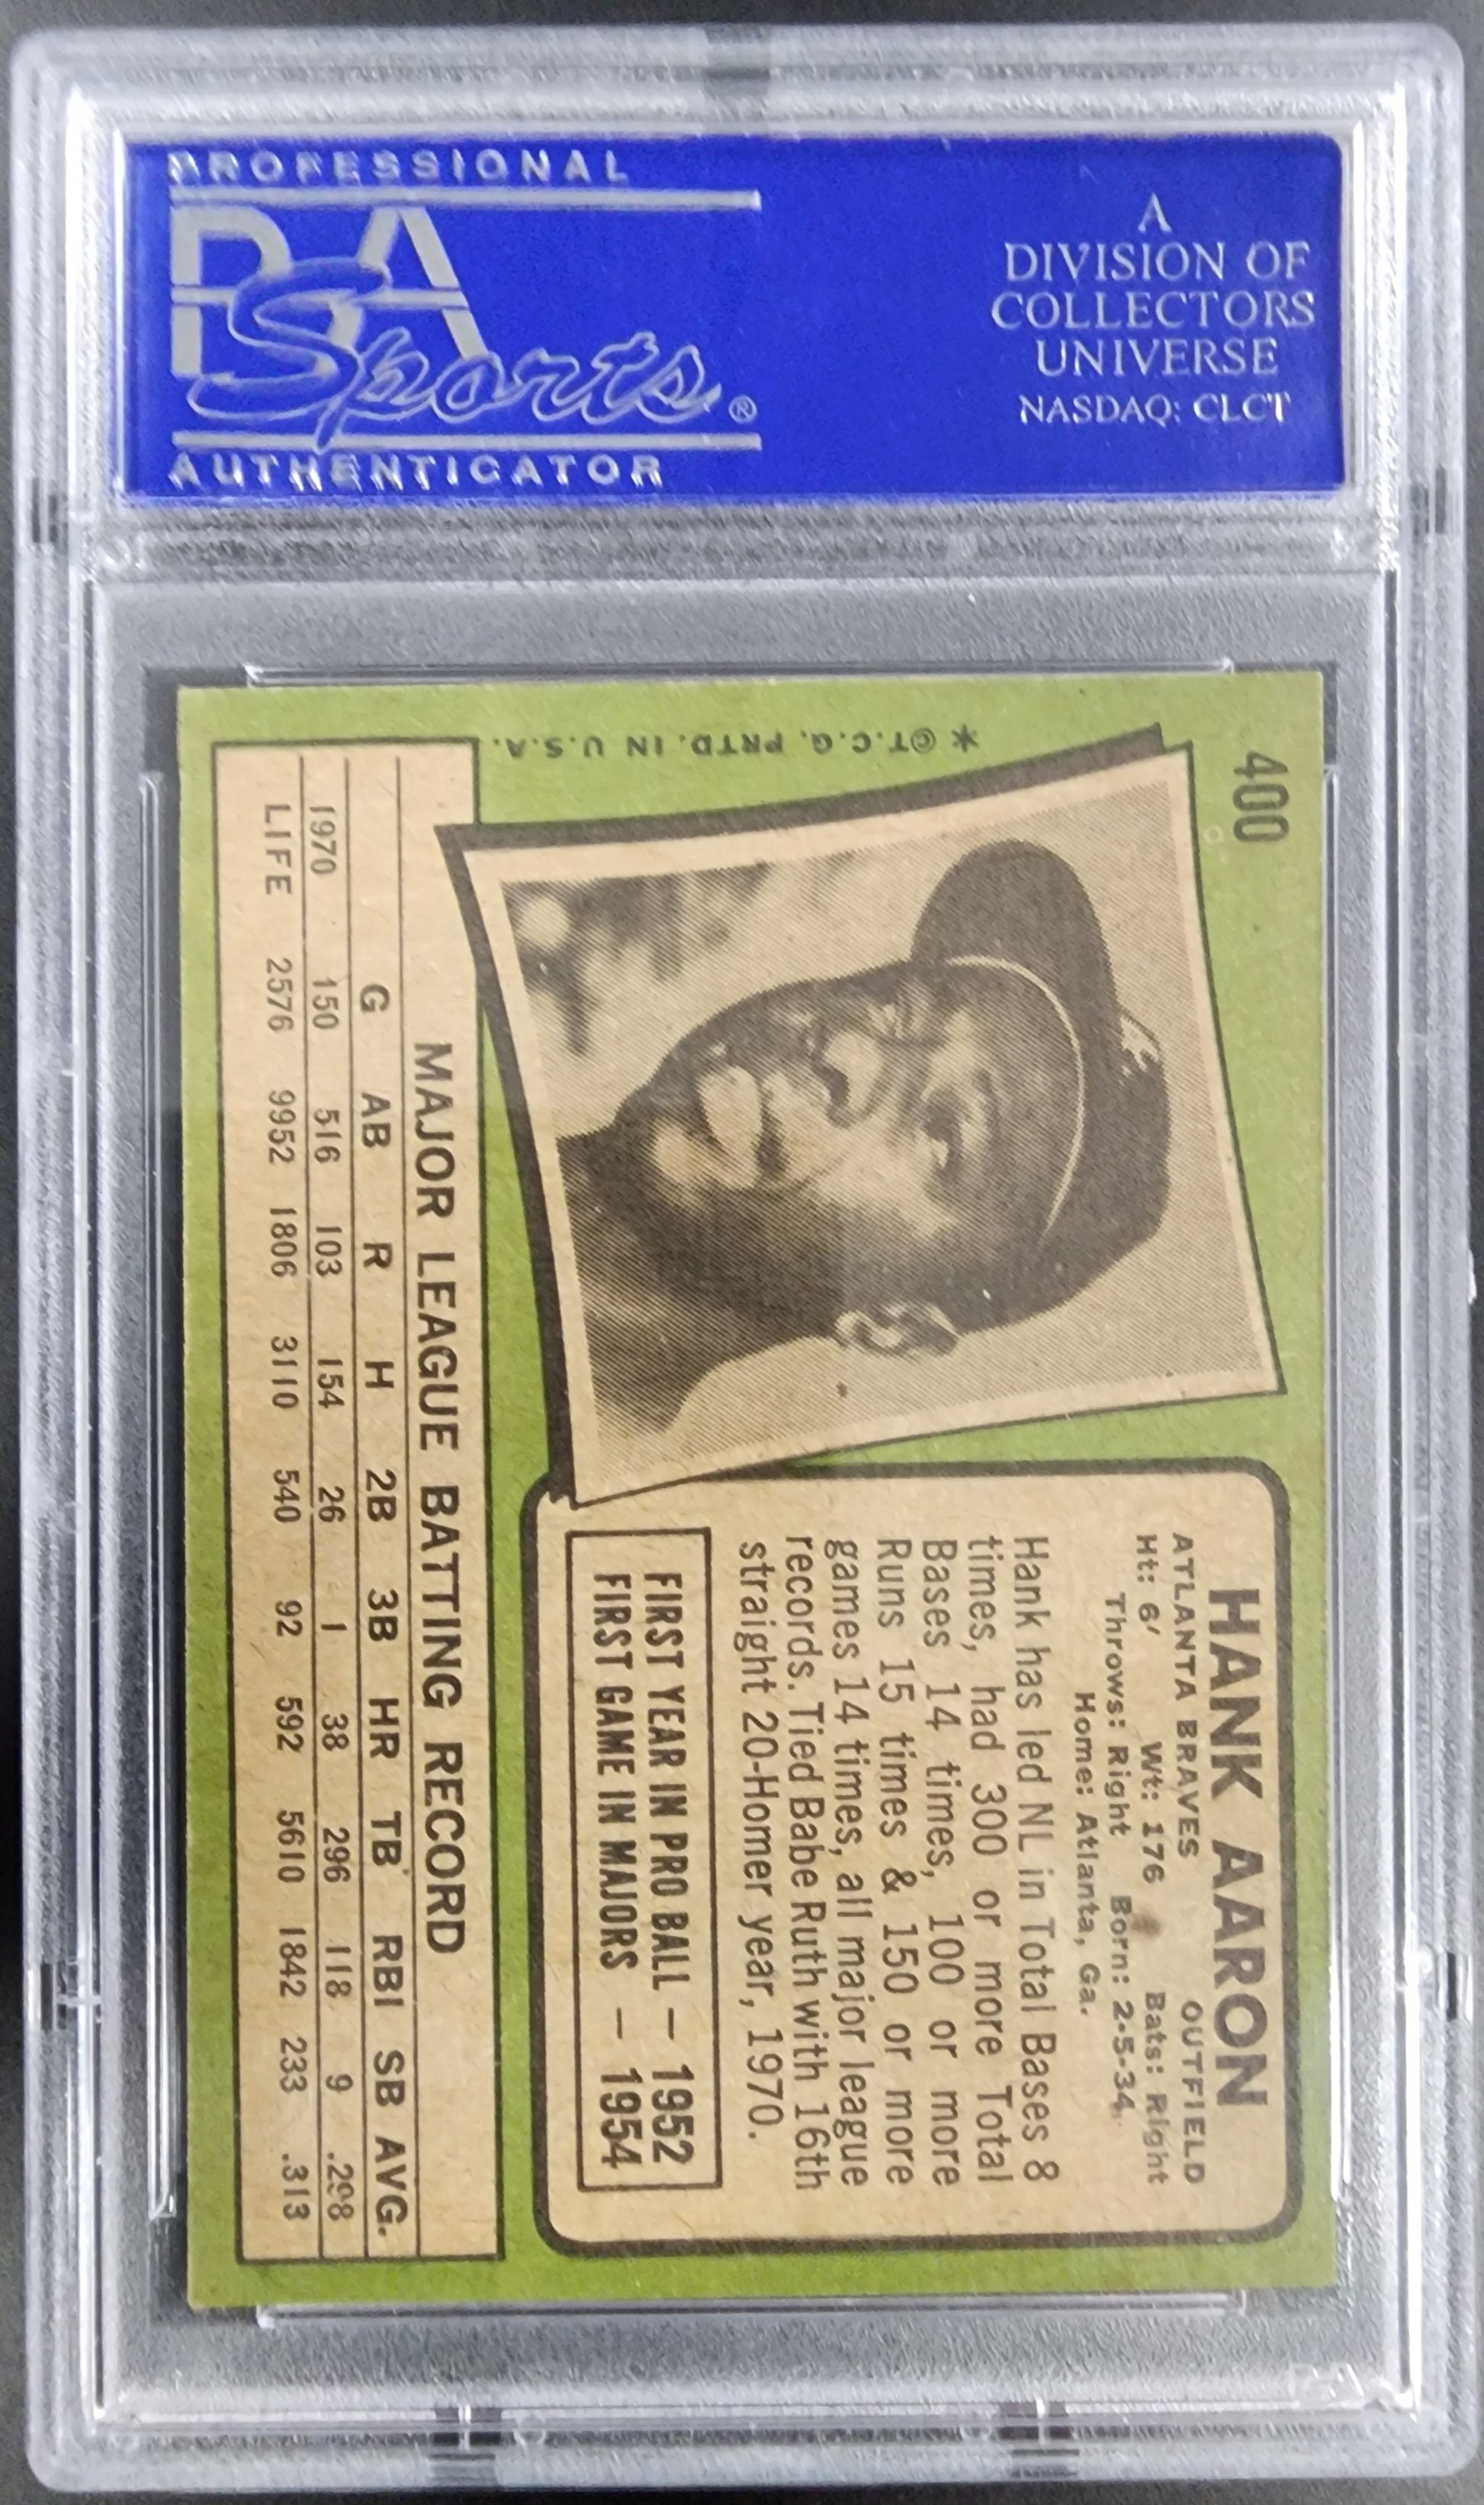 PROFESSIONAL
PSA
Sports®
AUTHENTICATOR
A
DIVISION OF
COLLECTORS
UNIVERSE
NASDAQ: CLCT
400
* ©T.C.G. PRTD. IN U.S.A.
HANK AARON
ATLANTA BRAVES OUTFIELD
Ht: 6' Wt: 176 Bats: Right
Throws: Right Born: 2-5-34
Home: Atlanta, Ga.
Hank has led NL in Total Bases 8
times, had 300 or more Total
Bases 14 times, 100 or more
Runs 15 times & 150 or more
games 14 times, all major league
records. Tied Babe Ruth with 16th
straight 20-Homer year, 1970.
FIRST YEAR IN PRO BALL – 1952
FIRST GAME IN MAJORS – 1954
MAJOR LEAGUE BATTING RECORD
G AB R H 2B 3B HR TB RBI SB AVG.
1970 150 516 103 154 26 1 38 296 118 9 .298
LIFE 2576 9952 1806 3110 540 92 592 5610 1842 233 .313